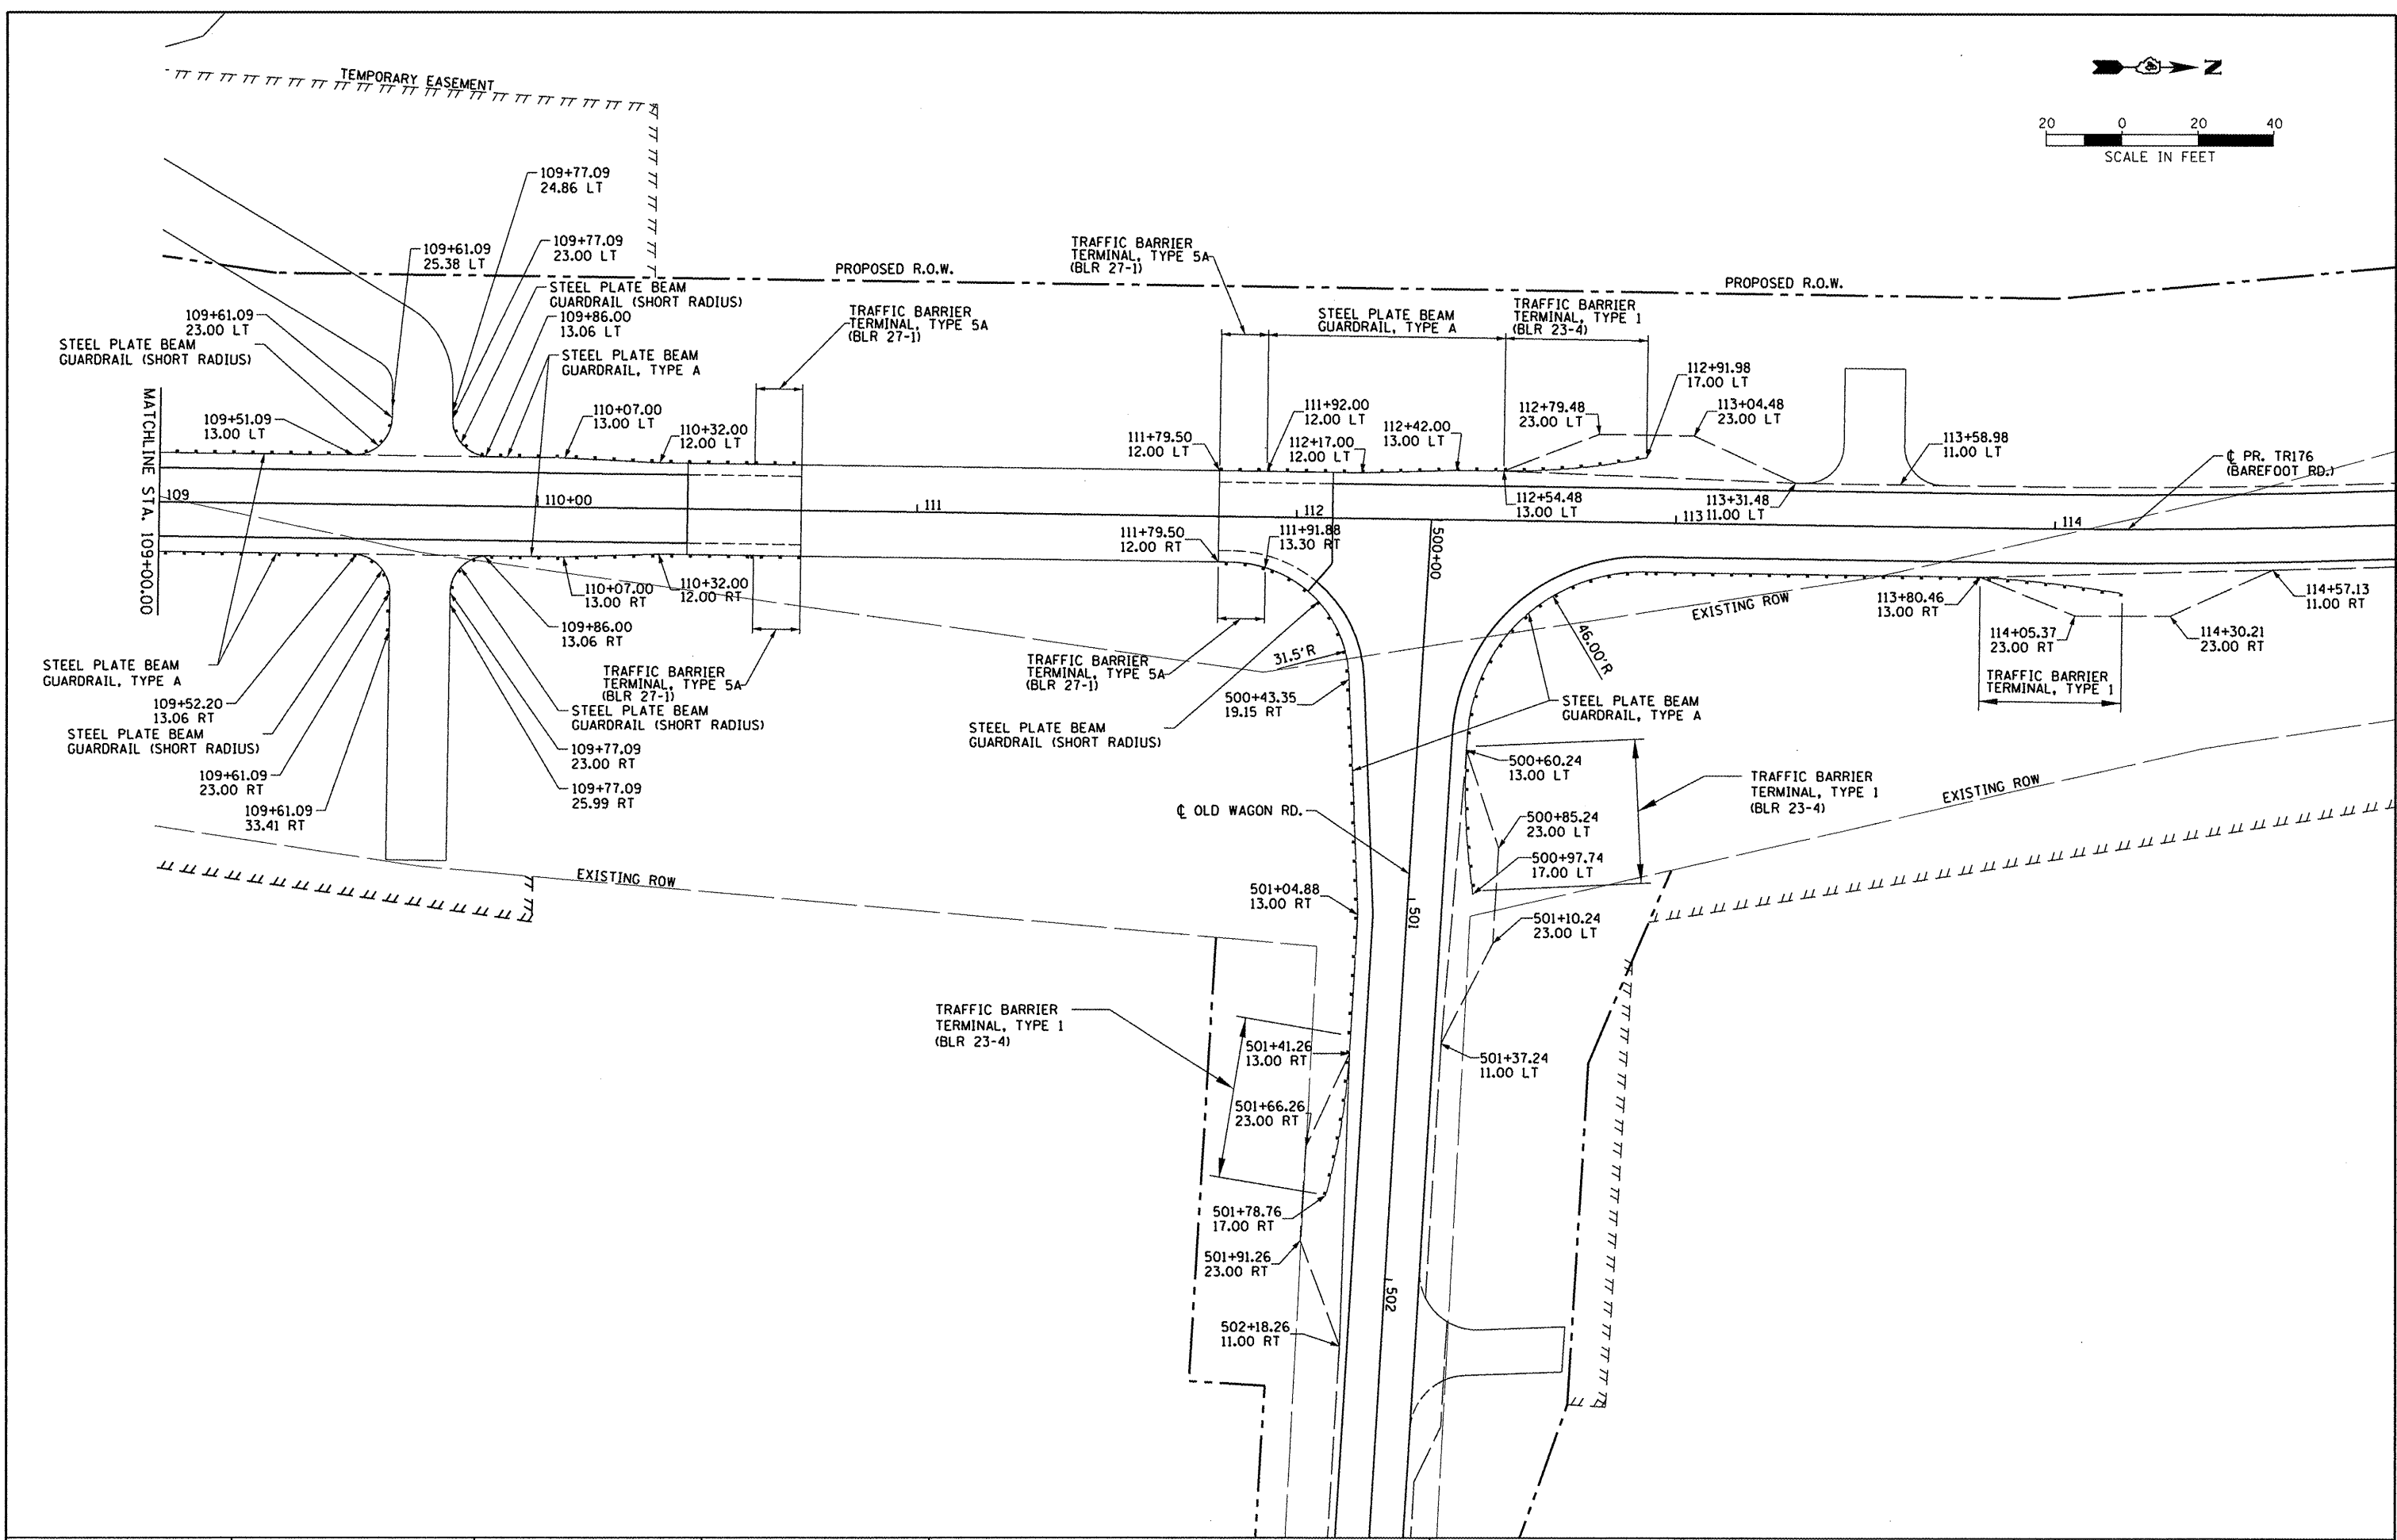 N
20 0 20 40
SCALE IN FEET
TEMPORARY EASEMENT
109+77.09
24.86 LT
109+61.09
25.38 LT
109+77.09
23.00 LT
PROPOSED R.O.W.
STEEL PLATE BEAM
GUARDRAIL (SHORT RADIUS)
109+61.09
23.00 LT
109+86.00
13.06 LT
STEEL PLATE BEAM
GUARDRAIL (SHORT RADIUS)
STEEL PLATE BEAM
GUARDRAIL, TYPE A
TRAFFIC BARRIER
TERMINAL, TYPE 5A
(BLR 27-1)
TRAFFIC BARRIER
TERMINAL, TYPE 5A
(BLR 27-1)
STEEL PLATE BEAM
GUARDRAIL, TYPE A
TRAFFIC BARRIER
TERMINAL, TYPE 1
(BLR 23-4)
PROPOSED R.O.W.
MATCHLINE STA. 109+00.00
109+51.09
13.00 LT
110+07.00
13.00 LT
110+32.00
12.00 LT
111+79.50
12.00 LT
111+92.00
12.00 LT
112+17.00
12.00 LT
112+42.00
13.00 LT
112+79.48
23.00 LT
112+91.98
17.00 LT
113+04.48
23.00 LT
113+58.98
11.00 LT
℄ PR. TR176
(BAREFOOT RD.)
109
110+00
111
112
113
114
112+54.48
13.00 LT
113+31.48
11.00 LT
111+79.50
12.00 RT
111+91.88
13.30 RT
500+00
110+07.00
13.00 RT
110+32.00
12.00 RT
109+86.00
13.06 RT
STEEL PLATE BEAM
GUARDRAIL, TYPE A
109+52.20
13.06 RT
STEEL PLATE BEAM
GUARDRAIL (SHORT RADIUS)
109+61.09
23.00 RT
109+61.09
33.41 RT
TRAFFIC BARRIER
TERMINAL, TYPE 5A
(BLR 27-1)
STEEL PLATE BEAM
GUARDRAIL (SHORT RADIUS)
109+77.09
23.00 RT
109+77.09
25.99 RT
EXISTING ROW
TRAFFIC BARRIER
TERMINAL, TYPE 5A
(BLR 27-1)
31.5'R
46.00'R
EXISTING ROW
113+80.46
13.00 RT
114+57.13
11.00 RT
114+05.37
23.00 RT
114+30.21
23.00 RT
TRAFFIC BARRIER
TERMINAL, TYPE 1
500+43.35
19.15 RT
STEEL PLATE BEAM
GUARDRAIL (SHORT RADIUS)
STEEL PLATE BEAM
GUARDRAIL, TYPE A
500+60.24
13.00 LT
TRAFFIC BARRIER
TERMINAL, TYPE 1
(BLR 23-4)
EXISTING ROW
℄ OLD WAGON RD.
500+85.24
23.00 LT
500+97.74
17.00 LT
501+04.88
13.00 RT
501
501+10.24
23.00 LT
TRAFFIC BARRIER
TERMINAL, TYPE 1
(BLR 23-4)
501+41.26
13.00 RT
501+37.24
11.00 LT
501+66.26
23.00 RT
501+78.76
17.00 RT
501+91.26
23.00 RT
502
502+18.26
11.00 RT